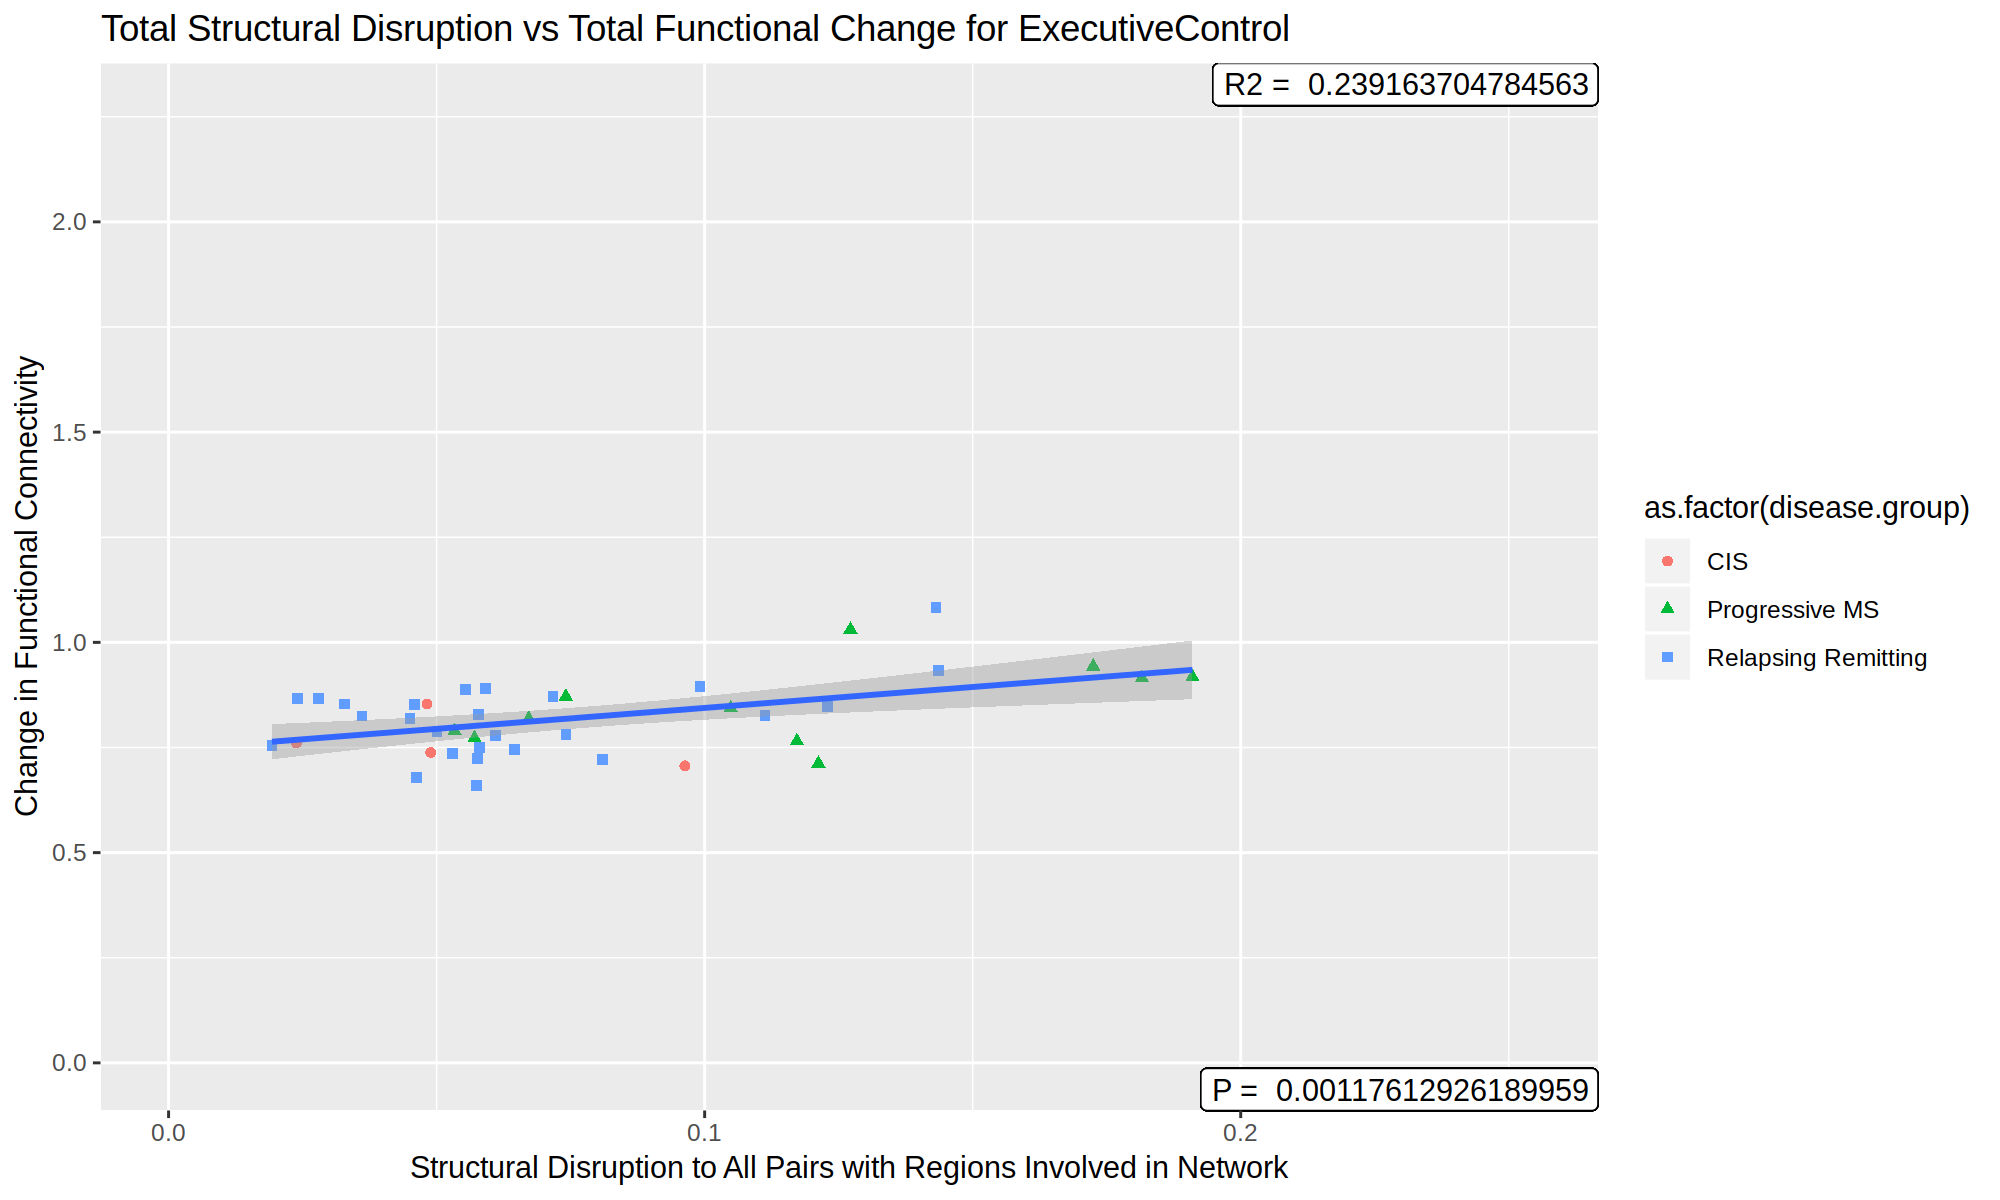 Total Structural Disruption vs Total Functional Change for ExecutiveControl
R2 =  0.239163704784563
2.0
1.5
1.0
0.5
0.0
Change in Functional Connectivity
as.factor(disease.group)
CIS
Progressive MS
Relapsing Remitting
P =  0.00117612926189959
0.0
0.1
0.2
Structural Disruption to All Pairs with Regions Involved in Network